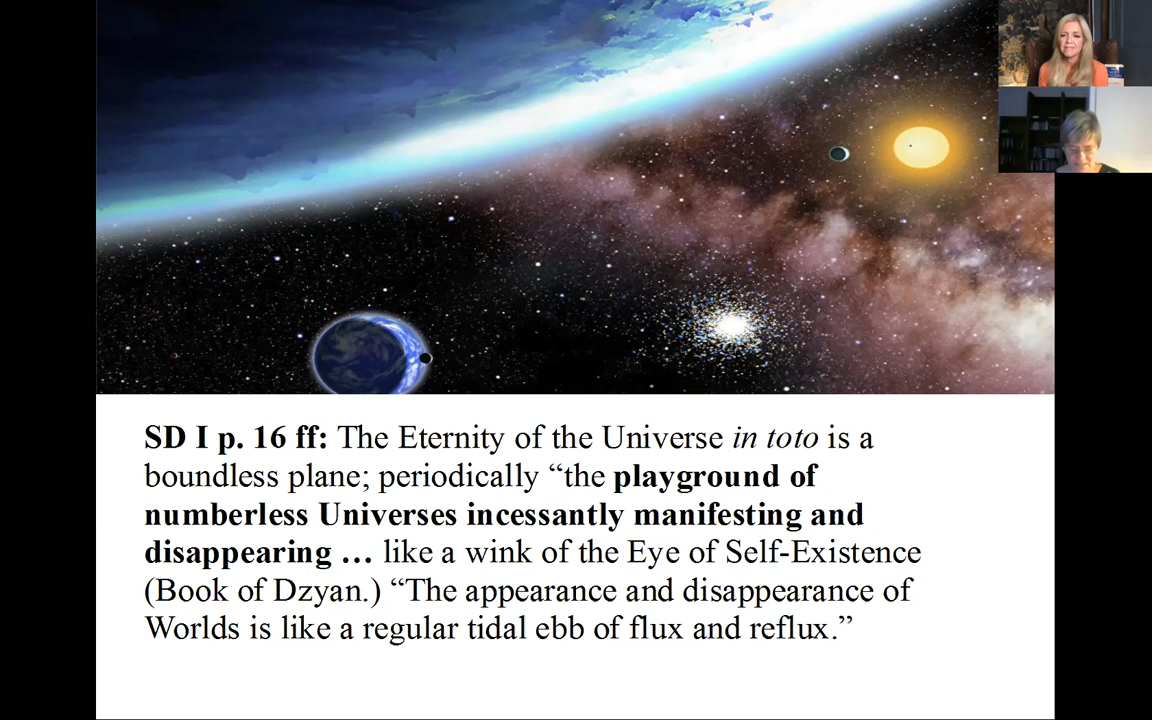 SD I p. 16 ff: The Eternity of the Universe in toto is a
boundless plane; periodically “the playground of
numberless Universes incessantly manifesting and
disappearing … like a wink of the Eye of Self-Existence
(Book of Dzyan.) “The appearance and disappearance of
Worlds is like a regular tidal ebb of flux and reflux.”